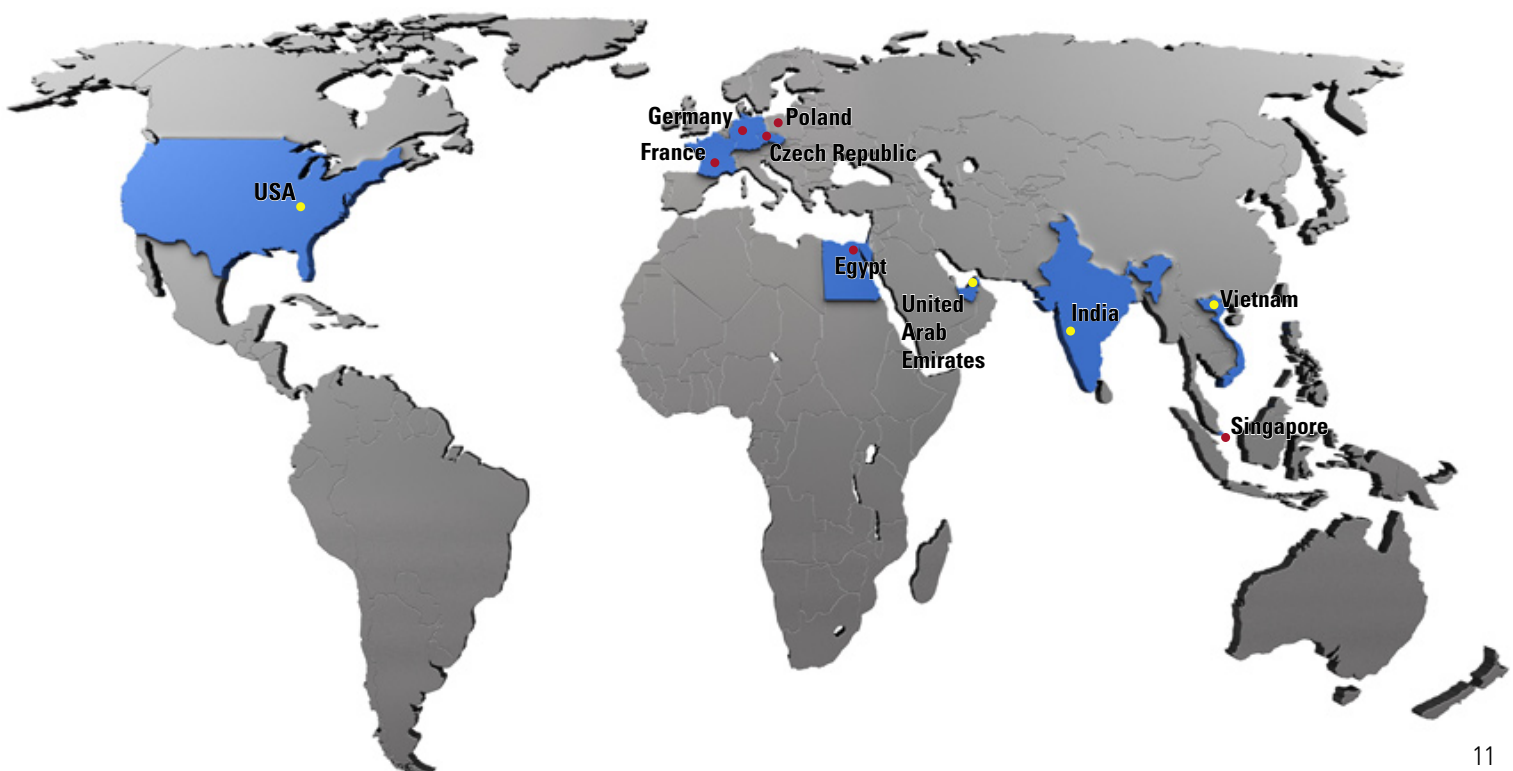 Germany
Poland
France
Czech Republic
USA
Egypt
United
Arab
Emirates
India
Vietnam
Singapore
11